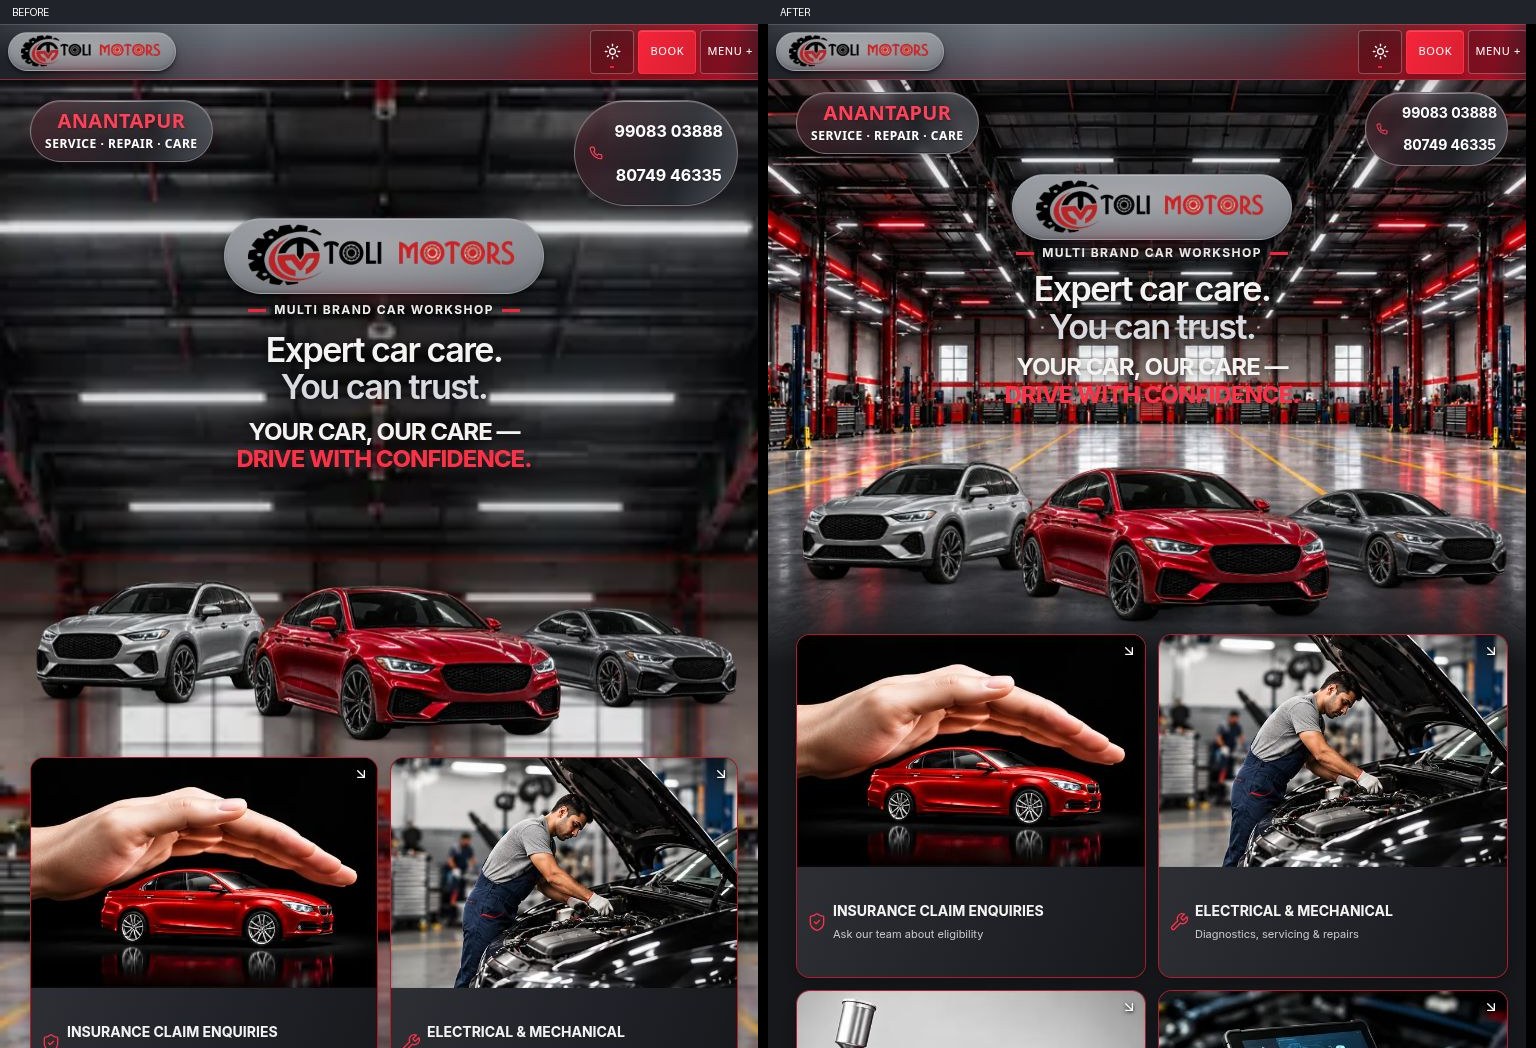 BEFORE
TOLI MOTORS
BOOK
MENU +
ANANTAPUR
SERVICE · REPAIR · CARE
99083 03888
80749 46335
TOLI MOTORS
MULTI BRAND CAR WORKSHOP
Expert car care.
You can trust.
YOUR CAR, OUR CARE —
DRIVE WITH CONFIDENCE.
INSURANCE CLAIM ENQUIRIES
ELECTRICAL & MECHANICAL
AFTER
TOLI MOTORS
BOOK
MENU +
ANANTAPUR
SERVICE · REPAIR · CARE
99083 03888
80749 46335
TOLI MOTORS
MULTI BRAND CAR WORKSHOP
Expert car care.
You can trust.
YOUR CAR, OUR CARE —
DRIVE WITH CONFIDENCE.
INSURANCE CLAIM ENQUIRIES
Ask our team about eligibility
ELECTRICAL & MECHANICAL
Diagnostics, servicing & repairs